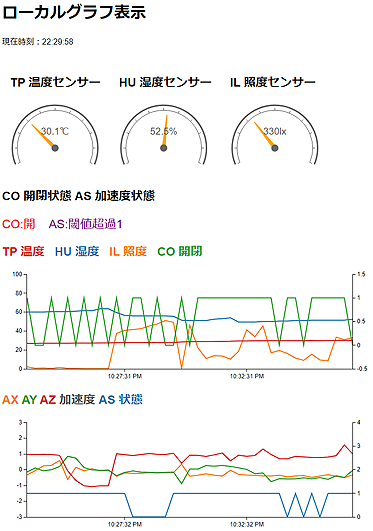 ローカルグラフ表示
現在時刻：22:29:58
TP 温度センサー HU 湿度センサー IL 照度センサー
30.1℃ 52.5% 330lx
CO 開閉状態 AS 加速度状態
CO:開 AS:閾値超過1
TP 温度 HU 湿度 IL 照度 CO 開閉
100 1.5
80 1
60 0.5
40 0
20
0 -0.5
10:27:31 PM 10:32:31 PM
AX AY AZ 加速度 AS 状態
3 4
2
1 3
0 2
-1
-2 1
-3 0
10:27:32 PM 10:32:32 PM